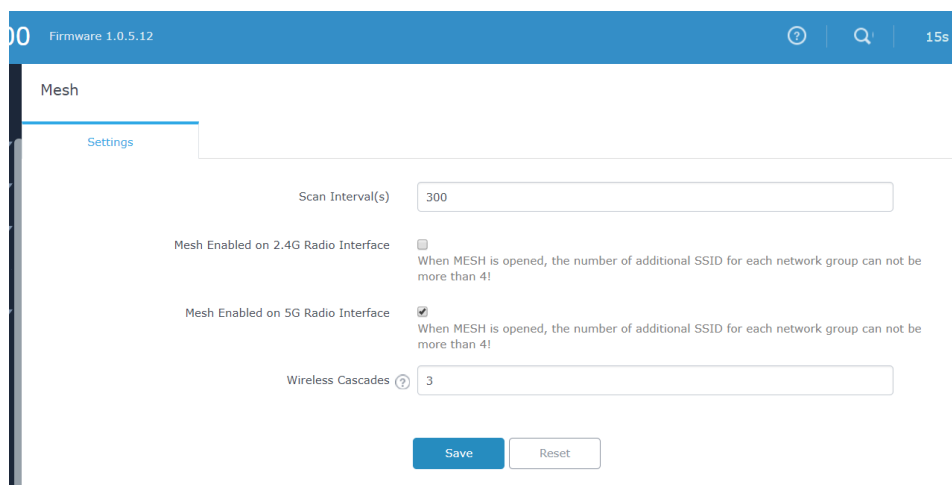 00 Firmware 1.0.5.12
15s
Mesh
Settings
Scan Interval(s) 300
Mesh Enabled on 2.4G Radio Interface
When MESH is opened, the number of additional SSID for each network group can not be
more than 4!
Mesh Enabled on 5G Radio Interface
When MESH is opened, the number of additional SSID for each network group can not be
more than 4!
Wireless Cascades ? 3
Save Reset